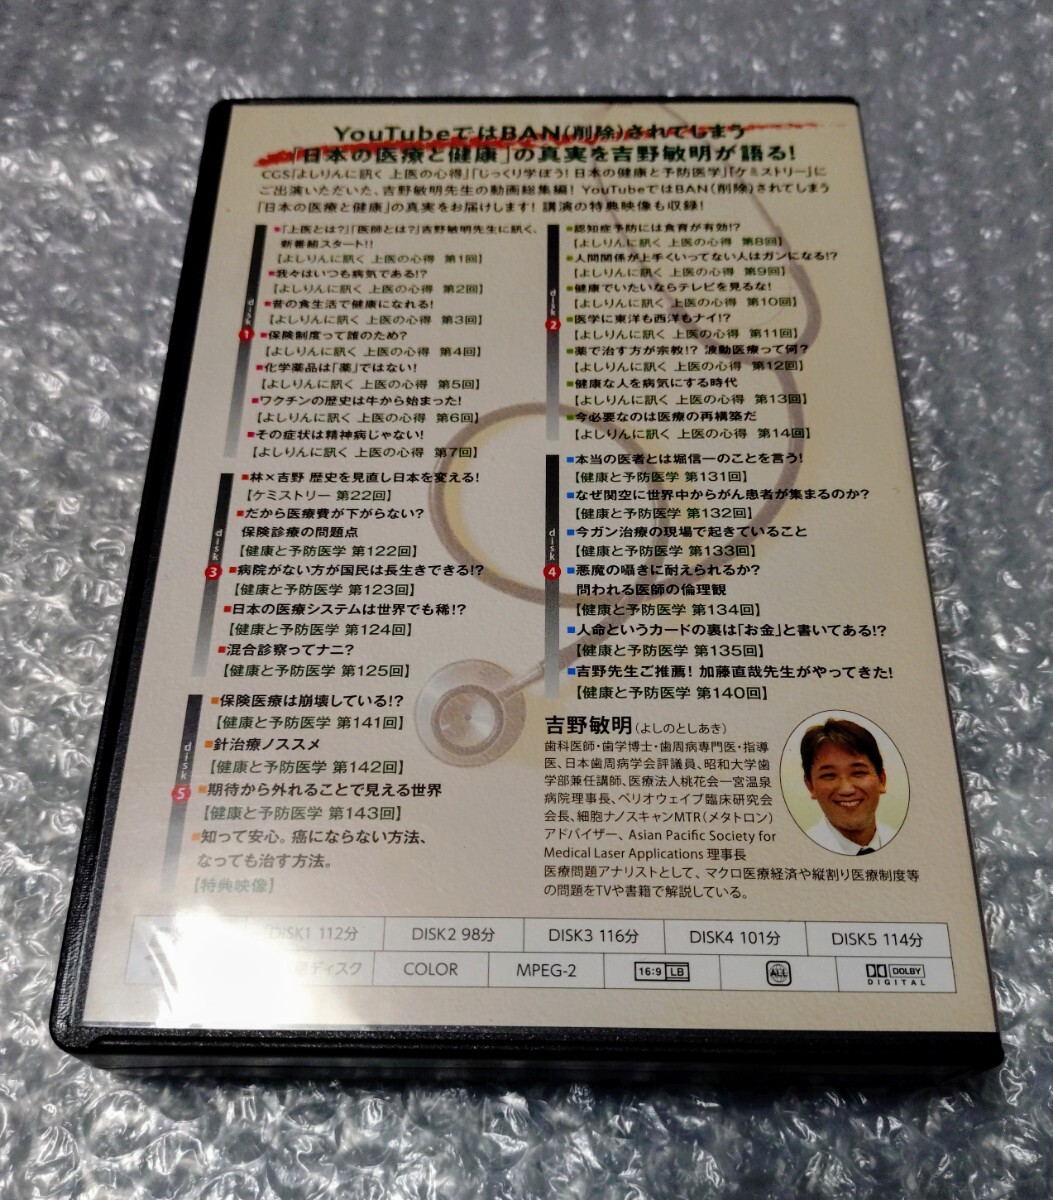 YouTubeではBAN(削除)されてしまう
「日本の医療と健康」の真実を吉野敏明が語る!
CGS「よしりんに訊く 上医の心得」「じっくり学ぼう! 日本の健康と予防医学」「ケミストリー」に
ご出演いただいた、吉野敏明先生の動画総集編! YouTubeではBAN(削除)されてしまう
「日本の医療と健康」の真実をお届けします! 講演の特典映像も収録!
disk 1
■「上医とは?」「医師とは?」吉野敏明先生に訊く、
新番組スタート!!
【よしりんに訊く 上医の心得 第1回】
■我々はいつも病気である!?
【よしりんに訊く 上医の心得 第2回】
■昔の食生活で健康になれる!
【よしりんに訊く 上医の心得 第3回】
■保険制度って誰のため?
【よしりんに訊く 上医の心得 第4回】
■化学薬品は「薬」ではない!
【よしりんに訊く 上医の心得 第5回】
■ワクチンの歴史は牛から始まった!
【よしりんに訊く 上医の心得 第6回】
■その症状は精神病じゃない!
【よしりんに訊く 上医の心得 第7回】
disk 2
■認知症予防には食育が有効!?
【よしりんに訊く 上医の心得 第8回】
■人間関係が上手くいってない人はガンになる!?
【よしりんに訊く 上医の心得 第9回】
■健康でいたいならテレビを見るな!
【よしりんに訊く 上医の心得 第10回】
■医学に東洋も西洋もナイ!?
【よしりんに訊く 上医の心得 第11回】
■薬で治す方が宗教!? 波動医療って何?
【よしりんに訊く 上医の心得 第12回】
■健康な人を病気にする時代
【よしりんに訊く 上医の心得 第13回】
■今必要なのは医療の再構築だ
【よしりんに訊く 上医の心得 第14回】
disk 3
■林×吉野 歴史を見直し日本を変える!
【ケミストリー 第22回】
■だから医療費が下がらない?
保険診療の問題点
【健康と予防医学 第122回】
■病院がない方が国民は長生きできる!?
【健康と予防医学 第123回】
■日本の医療システムは世界でも稀!?
【健康と予防医学 第124回】
■混合診察ってナニ?
【健康と予防医学 第125回】
disk 4
■本当の医者とは堀信一のことを言う!
【健康と予防医学 第131回】
■なぜ関空に世界中からがん患者が集まるのか?
【健康と予防医学 第132回】
■今ガン治療の現場で起きていること
【健康と予防医学 第133回】
■悪魔の囁きに耐えられるか?
問われる医師の倫理観
【健康と予防医学 第134回】
■人命というカードの裏は「お金」と書いてある!?
【健康と予防医学 第135回】
■吉野先生ご推薦! 加藤直哉先生がやってきた!
【健康と予防医学 第140回】
disk 5
■保険医療は崩壊している!?
【健康と予防医学 第141回】
■針治療ノススメ
【健康と予防医学 第142回】
■期待から外れることで見える世界
【健康と予防医学 第143回】
■知って安心。癌にならない方法、
なっても治す方法。
【特典映像】
吉野敏明(よしのとしあき)
歯科医師・歯学博士・歯周病専門医・指導
医、日本歯周病学会評議員、昭和大学歯
学部兼任講師、医療法人桃花会一宮温泉
病院理事長、ペリオウェイブ臨床研究会
会長、細胞ナノスキャンMTR(メタトロン)
アドバイザー、Asian Pacific Society for
Medical Laser Applications 理事長
医療問題アナリストとして、マクロ医療経済や縦割り医療制度等
の問題をTVや書籍で解説している。
DISK1 112分 DISK2 98分 DISK3 116分 DISK4 101分 DISK5 114分
ディスク COLOR MPEG-2 16:9 LB ALL DOLBY DIGITAL